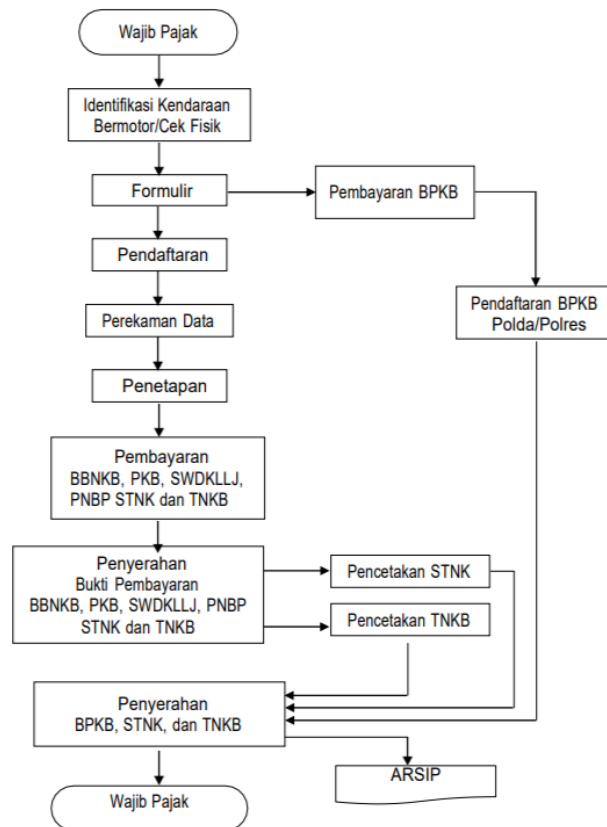 Wajib Pajak
Identifikasi Kendaraan
Bermotor/Cek Fisik
Formulir
Pembayaran BPKB
Pendaftaran
Pendaftaran BPKB
Polda/Polres
Perekaman Data
Penetapan
Pembayaran
BBNKB, PKB, SWDKLLJ,
PNBP STNK dan TNKB
Penyerahan
Bukti Pembayaran
BBNKB, PKB, SWDKLLJ, PNBP
STNK dan TNKB
Pencetakan STNK
Pencetakan TNKB
Penyerahan
BPKB, STNK, dan TNKB
ARSIP
Wajib Pajak